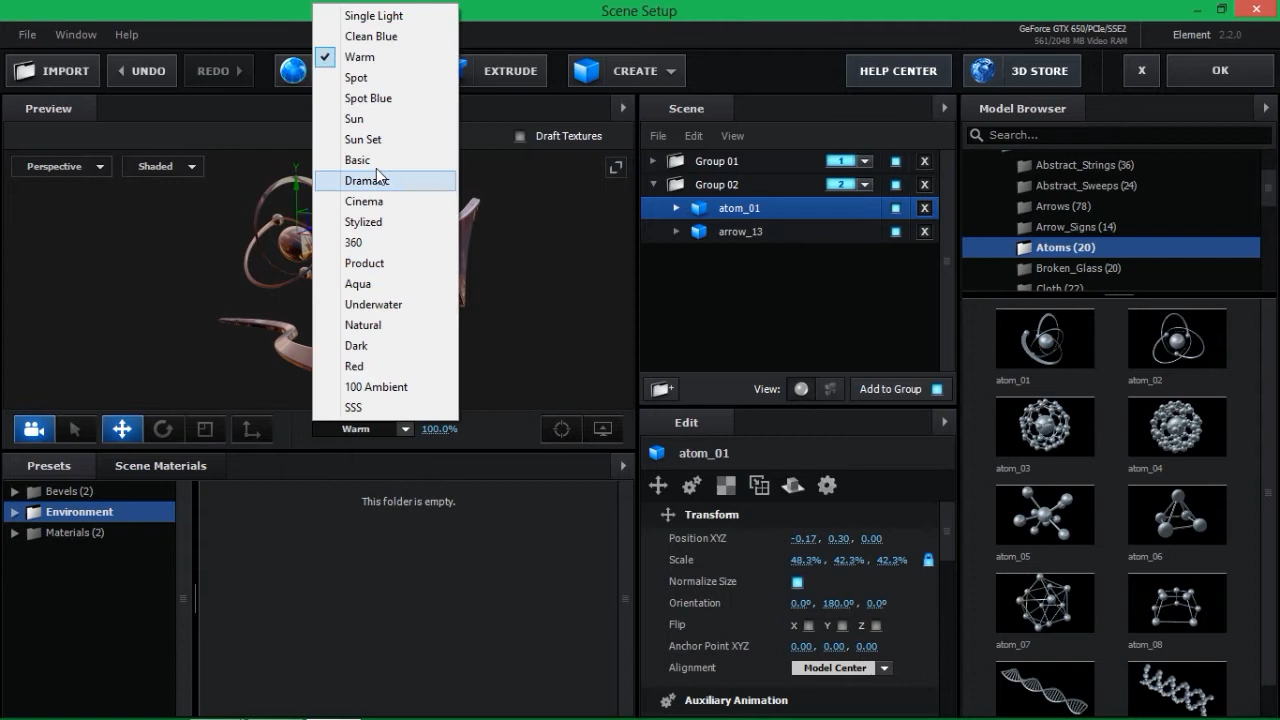 Scene Setup
File Window Help
GeForce GTX 650/PCIe/SSE2
561/2048 MB Video RAM
Element 2.2.0
IMPORT UNDO REDO EXTRUDE CREATE HELP CENTER 3D STORE X OK
Single Light
Clean Blue
Warm
Spot
Spot Blue
Sun
Sun Set
Basic
Cinema
Stylized
360
Product
Aqua
Underwater
Natural
Dark
Red
100 Ambient
SSS
Warm 100.0%
Preview
Draft Textures
Perspective Shaded
Y
Presets Scene Materials
Bevels (2)
Environment
Materials (2)
This folder is empty.
Scene
File Edit View
Group 01 1 X
Group 02 2 X
atom_01 X
arrow_13 X
View: Add to Group
Edit
atom_01
Transform
Position XYZ -0.17, 0.30, 0.00
Scale 48.3%, 42.3%, 42.3%
Normalize Size
Orientation 0.0º, 180.0º, 0.0º
Flip X Y Z
Anchor Point XYZ 0.00, 0.00, 0.00
Alignment Model Center
Auxiliary Animation
Model Browser
Search...
Abstract_Strings (36)
Abstract_Sweeps (24)
Arrows (78)
Arrow_Signs (14)
Atoms (20)
Broken_Glass (20)
Cloth (22)
atom_01 atom_02
atom_03 atom_04
atom_05 atom_06
atom_07 atom_08